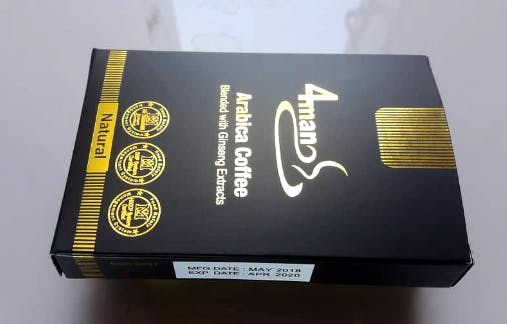 4man
Arabica Coffee
Blended with Ginseng Extracts
Natural
MFG DATE : MAY 2018
EXP DATE : APR 2020